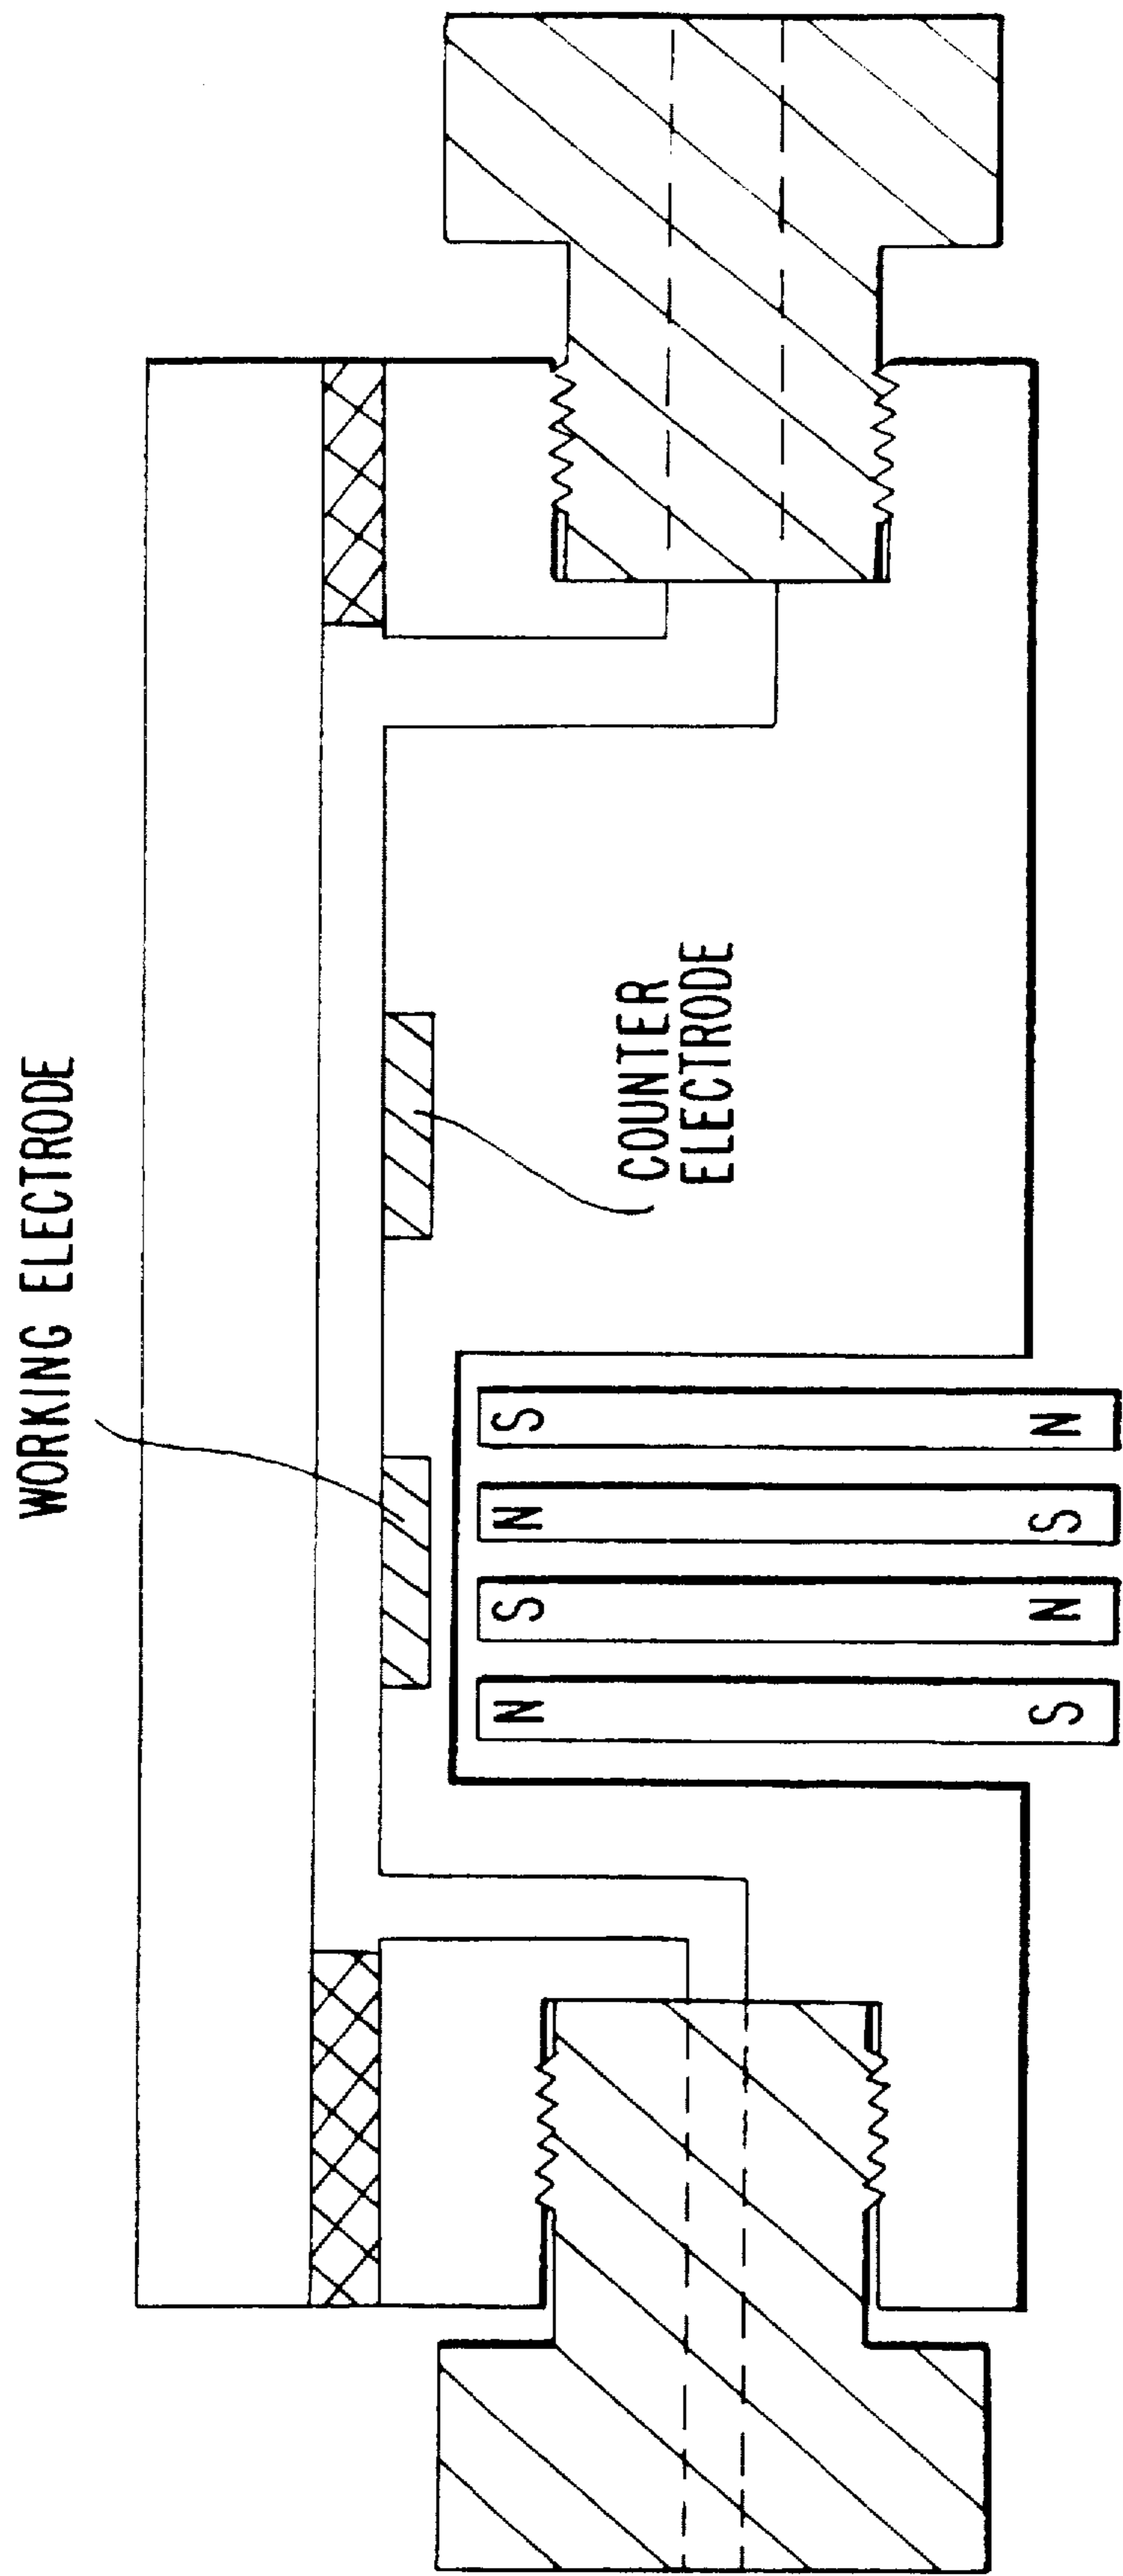 WORKING ELECTRODE
COUNTER
ELECTRODE
S N
N S
S N
N S